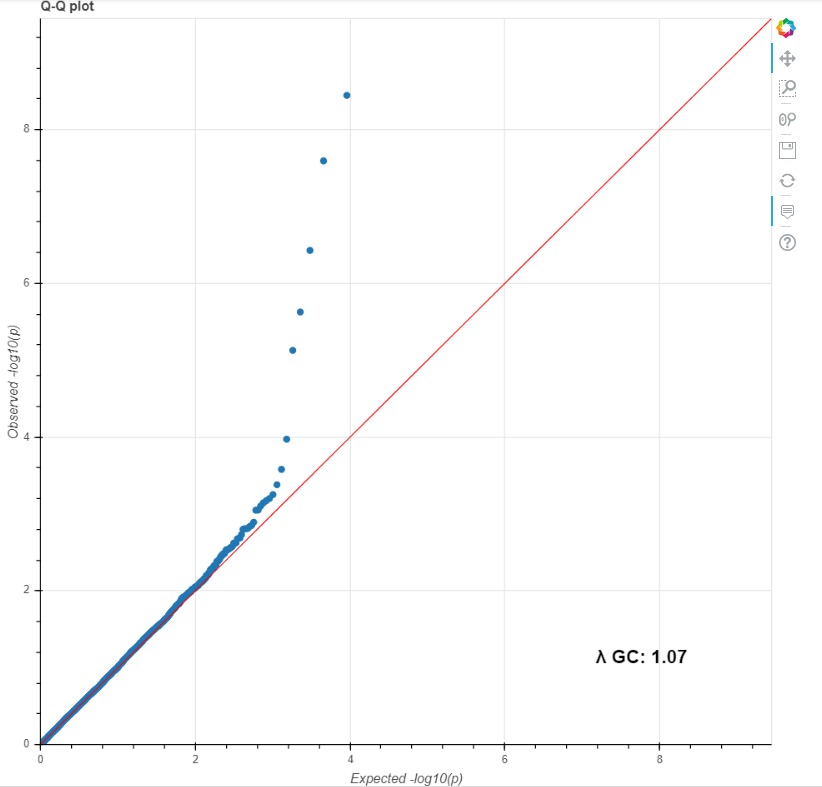 Q-Q plot
8
6
4
2
0
Observed -log10(p)
λ GC: 1.07
0 2 4 6 8
Expected -log10(p)